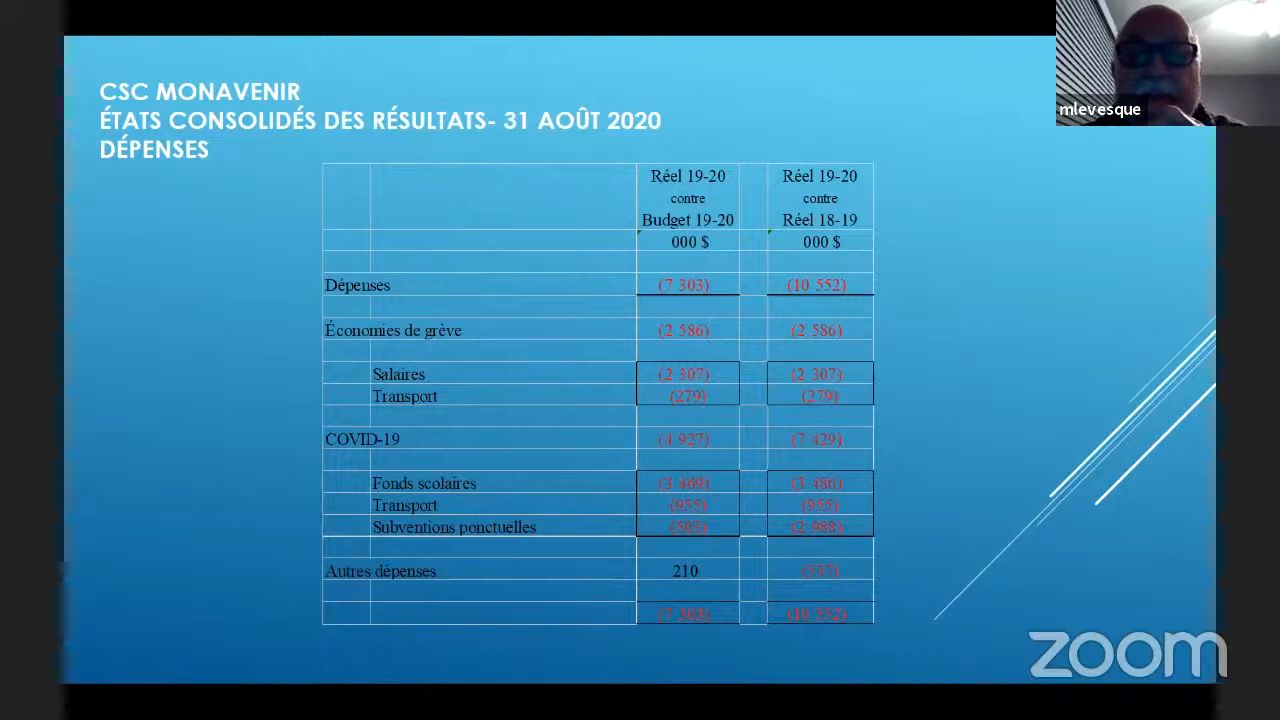 CSC MONAVENIR
ÉTATS CONSOLIDÉS DES RÉSULTATS- 31 AOÛT 2020
DÉPENSES
mlevesque
Réel 19-20 Réel 19-20
contre contre
Budget 19-20 Réel 18-19
000 $ 000 $
Dépenses (7 303) (10 552)
Économies de grève (2 586) (2 586)
Salaires (2 307) (2 307)
Transport (279) (279)
COVID-19 (4 927) (7 429)
Fonds scolaires (3 469) (3 486)
Transport (955) (955)
Subventions ponctuelles (503) (2 988)
Autres dépenses 210 (537)
(7 303) (10 552)
zoom